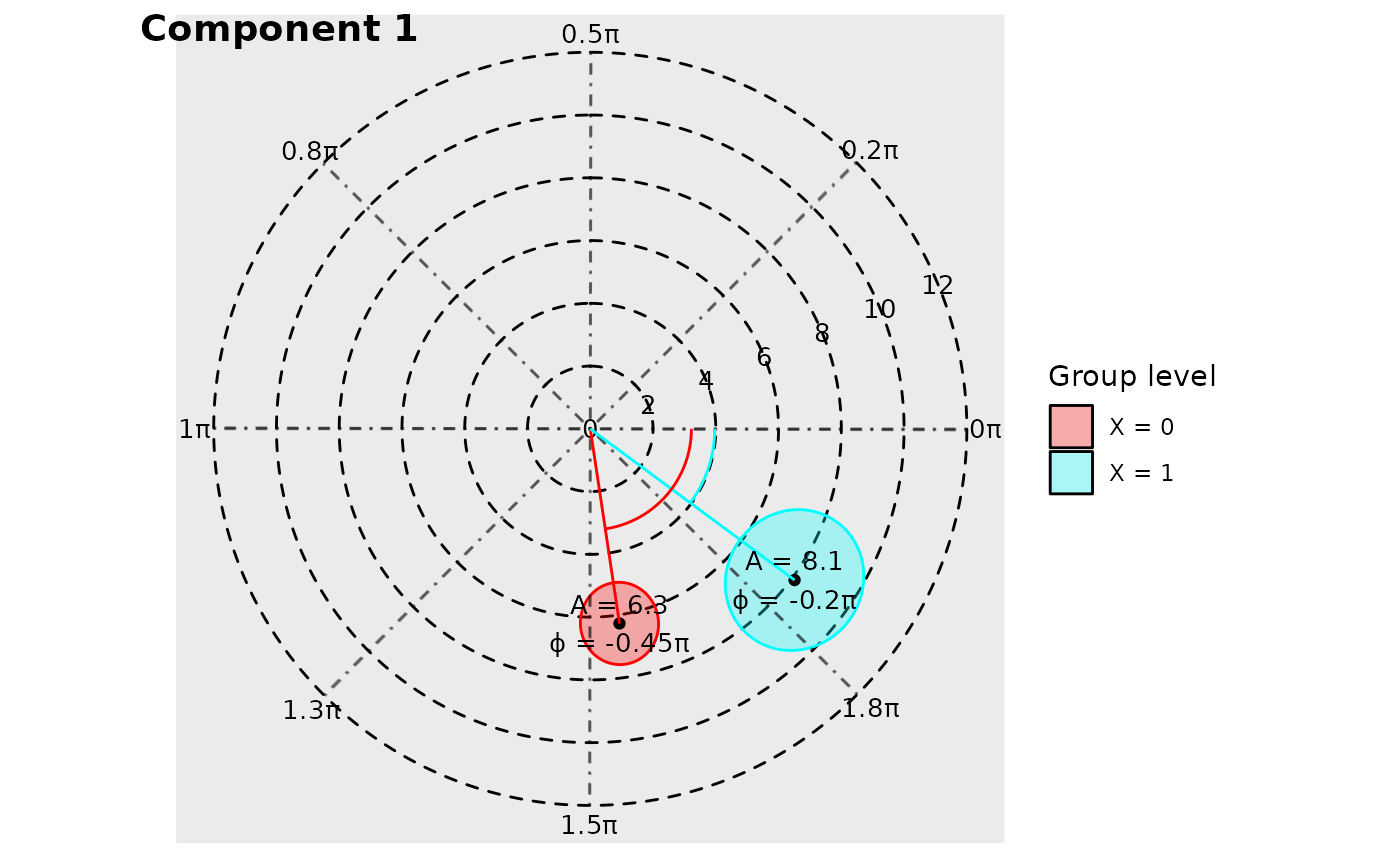 Component 1
0.5π
0.8π
0.2π
12
10
8
6
4
2
1π
0
0π
A = 8.1
ϕ = -0.2π
A = 6.3
ϕ = -0.45π
1.3π
1.8π
1.5π
Group level
X = 0
X = 1